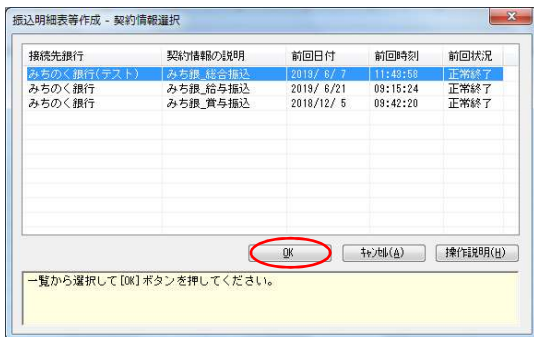 振込明細表等作成 - 契約情報選択
接続先銀行 契約情報の説明 前回日付 前回時刻 前回状況
みちのく銀行(テスト) みち銀_総合振込 2019/ 6/ 7 11:43:58 正常終了
みちのく銀行 みち銀_給与振込 2019/ 6/21 09:15:24 正常終了
みちのく銀行 みち銀_賞与振込 2018/12/ 5 09:42:20 正常終了
OK キャンセル(A) 操作説明(H)
一覧から選択して[OK]ボタンを押してください。